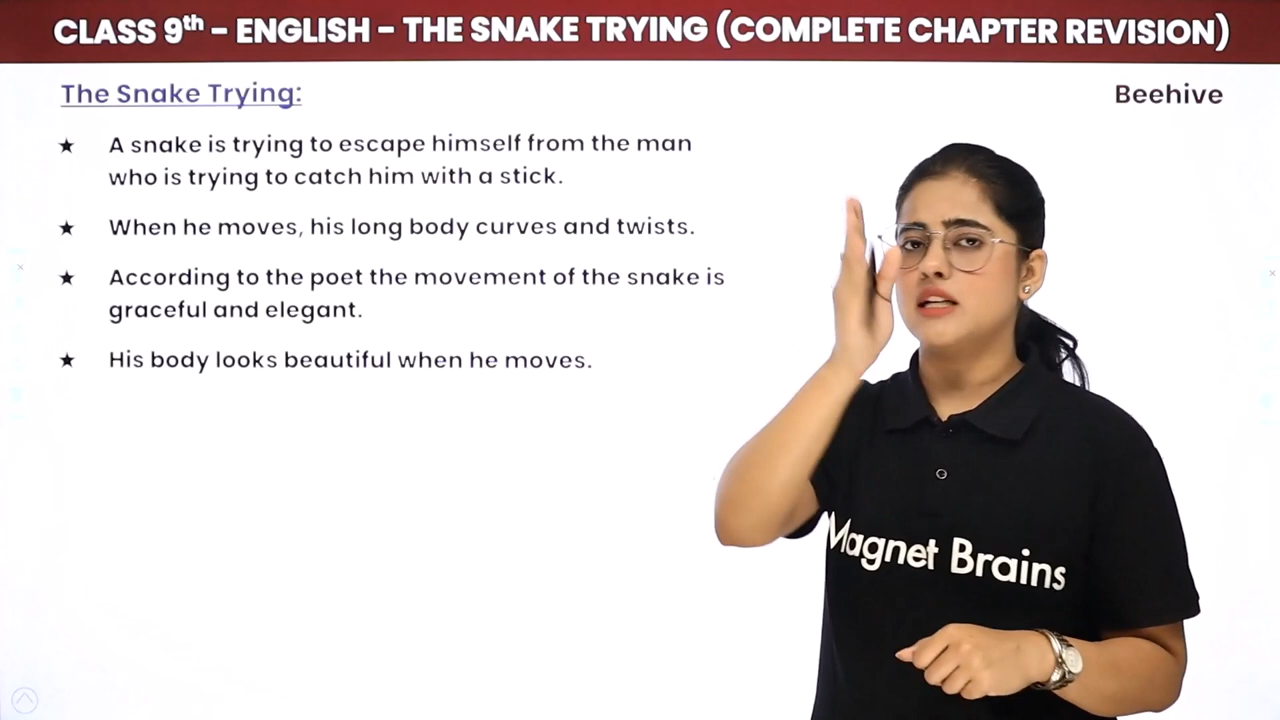 CLASS 9th – ENGLISH – THE SNAKE TRYING (COMPLETE CHAPTER REVISION)
The Snake Trying:
Beehive
★ A snake is trying to escape himself from the man
who is trying to catch him with a stick.
★ When he moves, his long body curves and twists.
★ According to the poet the movement of the snake is
graceful and elegant.
★ His body looks beautiful when he moves.
Magnet Brains